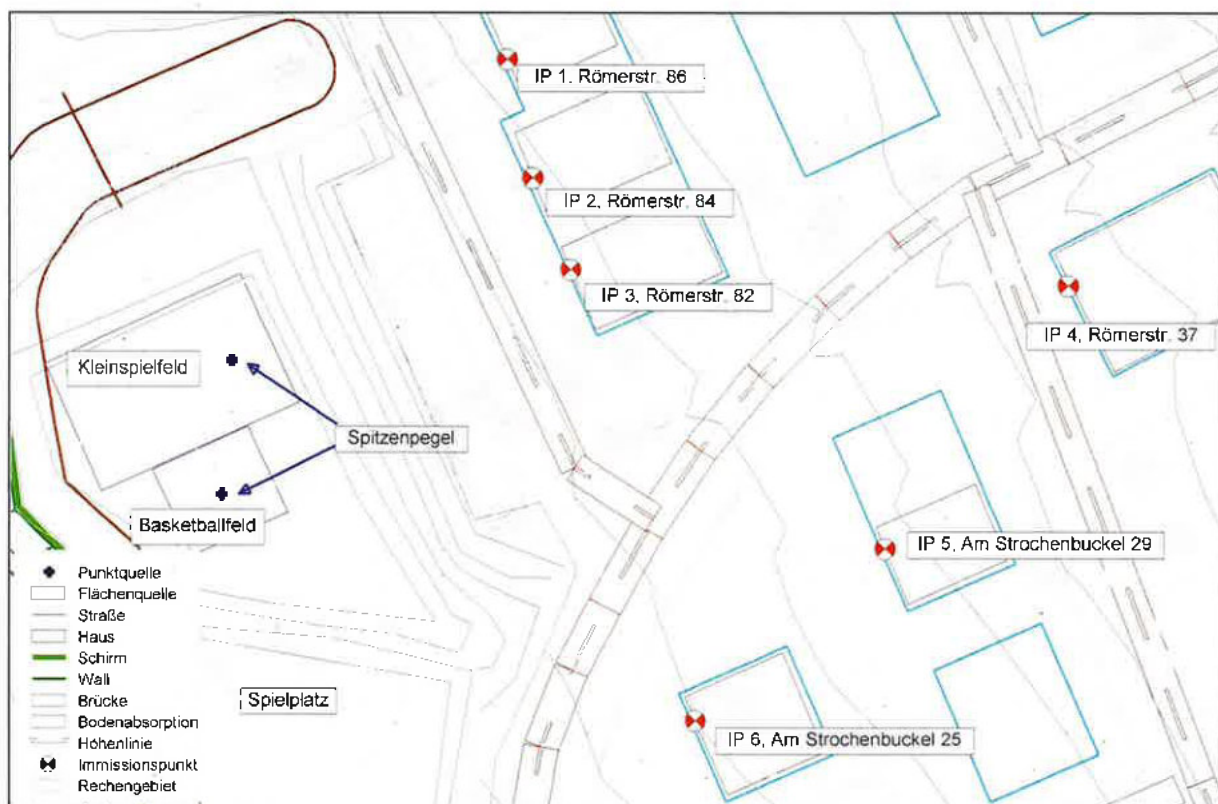 IP 1. Römerstr. 86
IP 2, Römerstr. 84
IP 3, Römerstr. 82
IP 4, Römerstr. 37
Kleinspielfeld
Spitzenpegel
Basketballfeld
IP 5, Am Strochenbuckel 29
Punktquelle
Flächenquelle
Straße
Haus
Schirm
Wall
Brücke
Bodenabsorption
Höhenlinie
Immissionspunkt
Rechengebiet
Spielplatz
IP 6, Am Strochenbuckel 25